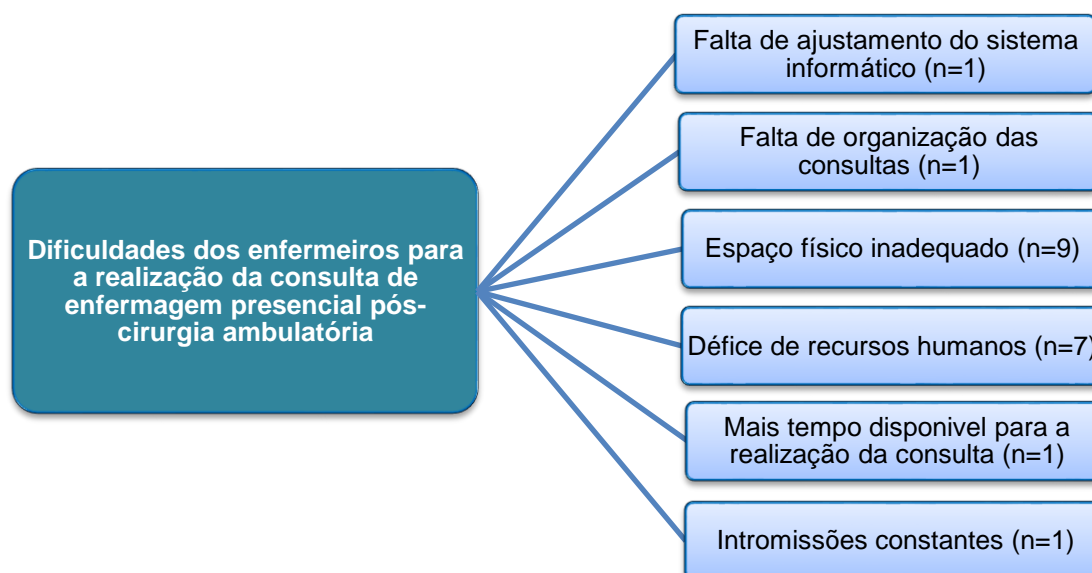 Dificuldades dos enfermeiros para
a realização da consulta de
enfermagem presencial pós-
cirurgia ambulatória
Falta de ajustamento do sistema
informático (n=1)
Falta de organização das
consultas (n=1)
Espaço físico inadequado (n=9)
Défice de recursos humanos (n=7)
Mais tempo disponivel para a
realização da consulta (n=1)
Intromissões constantes (n=1)